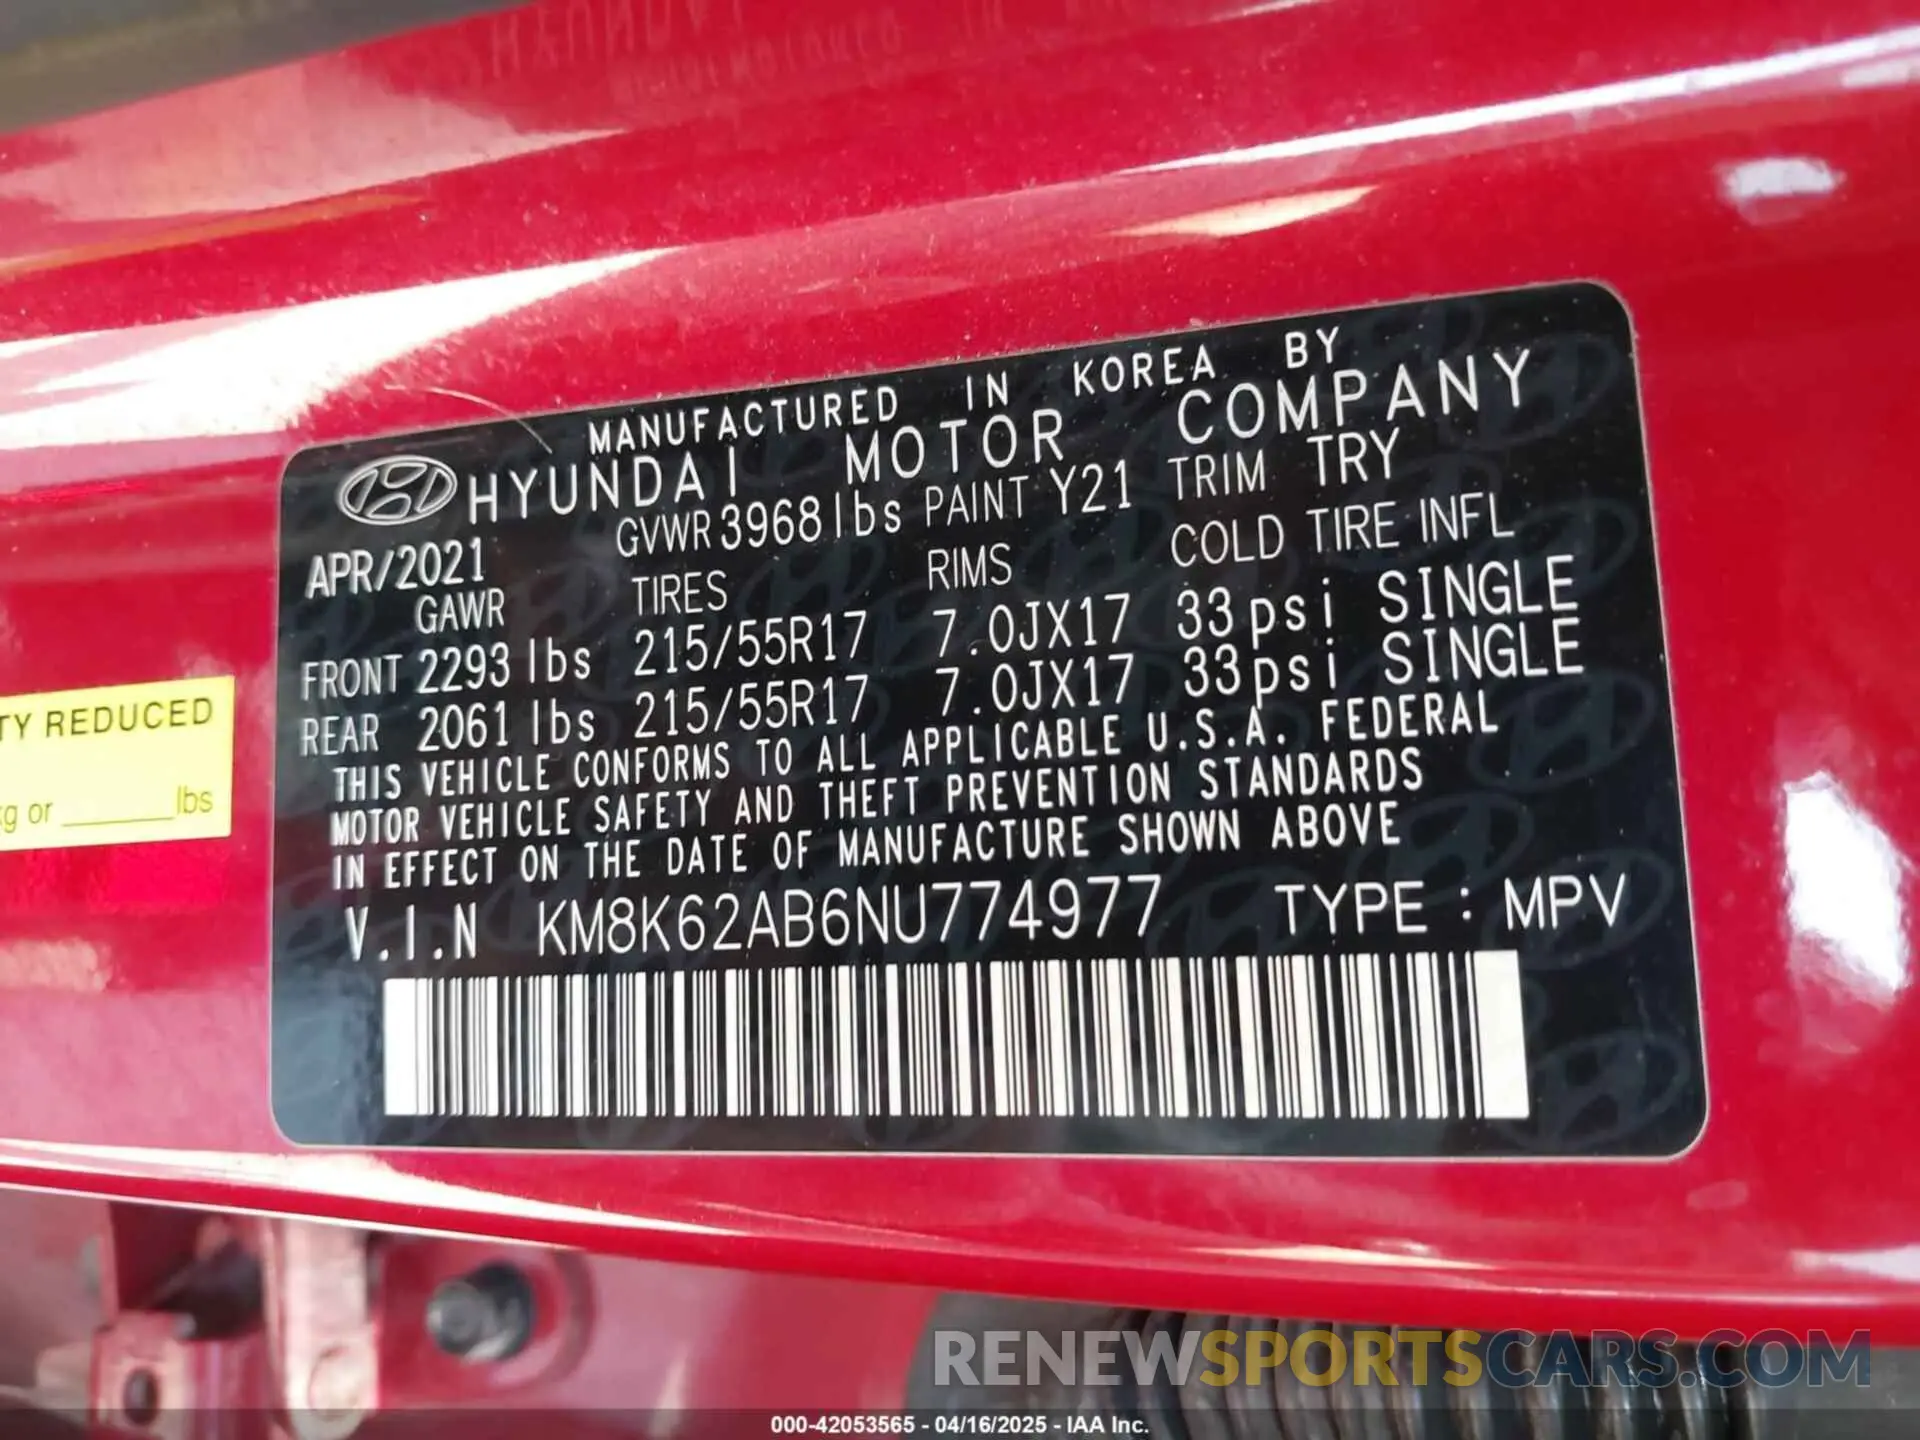 MANUFACTURED IN KOREA BY
HYUNDAI MOTOR COMPANY
APR/2021 GVWR 3968 lbs PAINT Y21 TRIM TRY
GAWR TIRES RIMS COLD TIRE INFL
FRONT 2293 lbs 215/55R17 7.0JX17 33psi SINGLE
REAR 2061 lbs 215/55R17 7.0JX17 33psi SINGLE
THIS VEHICLE CONFORMS TO ALL APPLICABLE U.S.A. FEDERAL
MOTOR VEHICLE SAFETY AND THEFT PREVENTION STANDARDS
IN EFFECT ON THE DATE OF MANUFACTURE SHOWN ABOVE
V.I.N KM8K62AB6NU774977 TYPE : MPV
TY REDUCED
kg or ______lbs
RENEWSPORTSCARS.COM
000-42053565 - 04/16/2025 - IAA Inc.